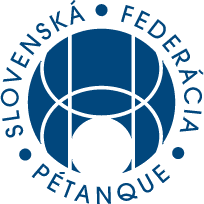 SLOVENSKÁ • FEDERÁCIA • PÉTANQUE •